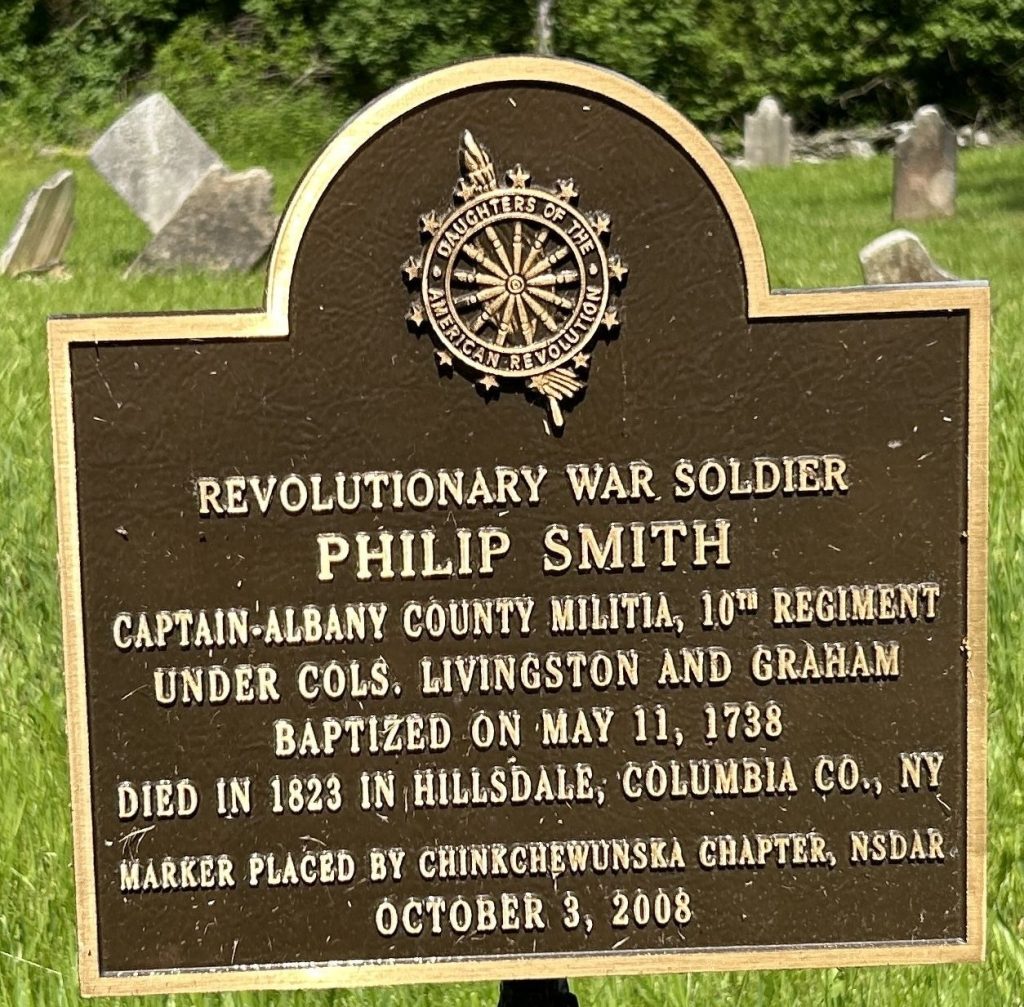 DAUGHTERS OF THE
AMERICAN REVOLUTION
REVOLUTIONARY WAR SOLDIER
PHILIP SMITH
CAPTAIN-ALBANY COUNTY MILITIA, 10TH REGIMENT
UNDER COLS. LIVINGSTON AND GRAHAM
BAPTIZED ON MAY 11, 1738
DIED IN 1823 IN HILLSDALE, COLUMBIA CO., NY
MARKER PLACED BY CHINKCHEWUNSKA CHAPTER, NSDAR
OCTOBER 3, 2008